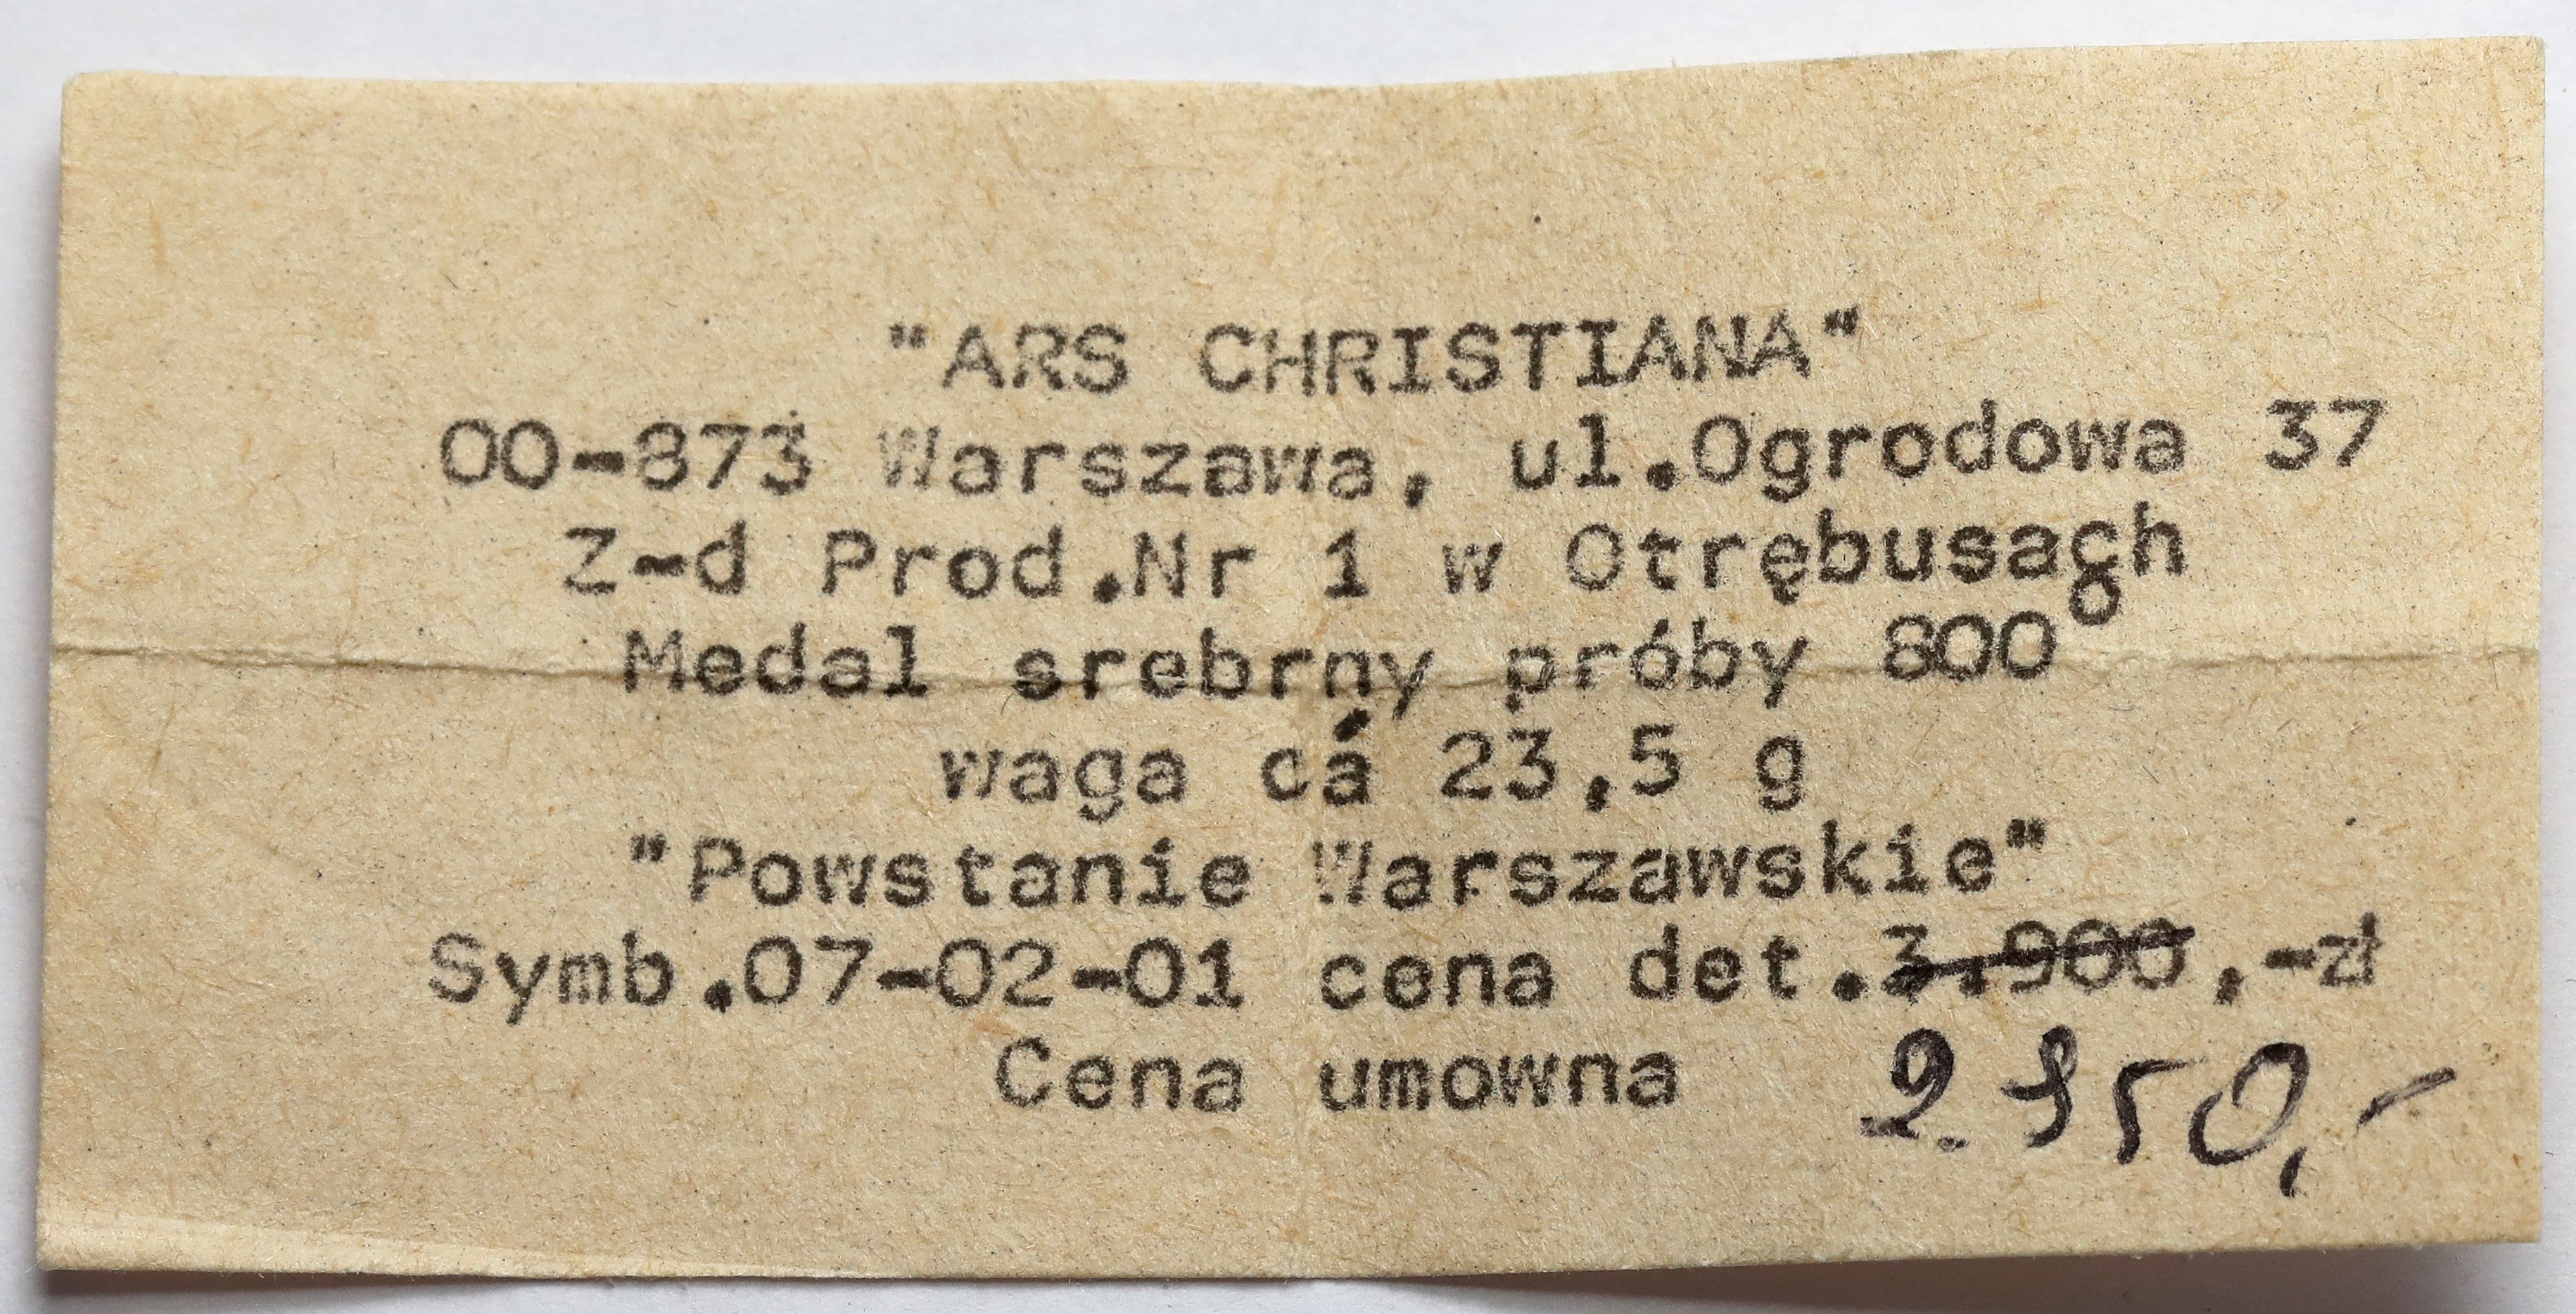 "ARS CHRISTIANA"
00-873 Warszawa, ul.Ogrodowa 37
Z-d Prod.Nr 1 w Otrębusach
Medal srebrny próby 800°
waga cá 23,5 g
"Powstanie Warszawskie"
Symb.07-02-01 cena det.3.900,-zł
Cena umowna 2.950,-